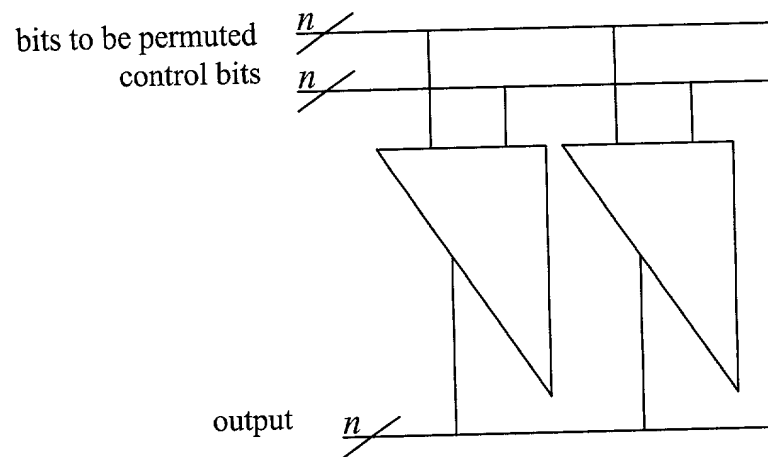 bits to be permuted n
control bits n
output n